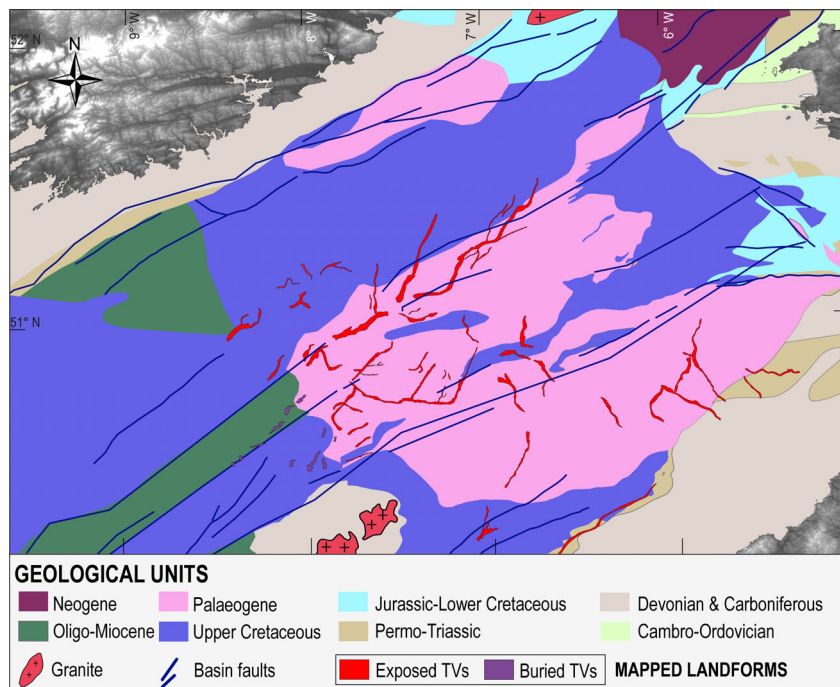 9° W
8° W
7° W
6° W
52° N
N
51° N
GEOLOGICAL UNITS
Neogene
Palaeogene
Jurassic-Lower Cretaceous
Devonian & Carboniferous
Oligo-Miocene
Upper Cretaceous
Permo-Triassic
Cambro-Ordovician
Granite
Basin faults
Exposed TVs
Buried TVs
MAPPED LANDFORMS